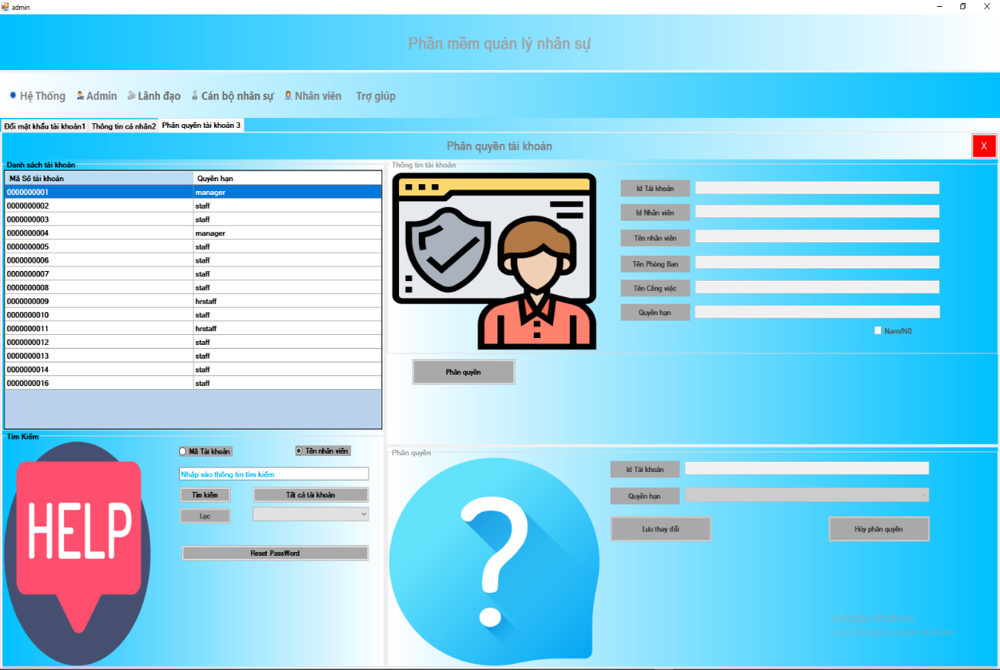 admin
Phần mềm quản lý nhân sự
Hệ Thống Admin Lãnh đạo Cán bộ nhân sự Nhân viên Trợ giúp
Đổi mật khẩu tài khoản1 Thông tin cá nhân2 Phân quyền tài khoản 3
Phân quyền tài khoản
X
Danh sách tài khoản
Mã Số tài khoản Quyền hạn
0000000001 manager
0000000002 staff
0000000003 staff
0000000004 manager
0000000005 staff
0000000006 staff
0000000007 staff
0000000008 staff
0000000009 hrstaff
0000000010 staff
0000000011 hrstaff
0000000012 staff
0000000013 staff
0000000014 staff
0000000016 staff
Thông tin tài khoản
Id Tài khoản
Id Nhân viên
Tên nhân viên
Tên Phòng Ban
Tên Công việc
Quyền hạn
Nam/Nữ
Phân quyền
Tìm Kiếm
HELP
Mã Tài khoản Tên nhân viên
Nhập vào thông tin tìm kiếm
Tìm kiếm Tất cả tài khoản
Lọc
Reset PassWord
Phân quyền
?
Id Tài khoản
Quyền hạn
Lưu thay đổi Hủy phân quyền
Activate Windows